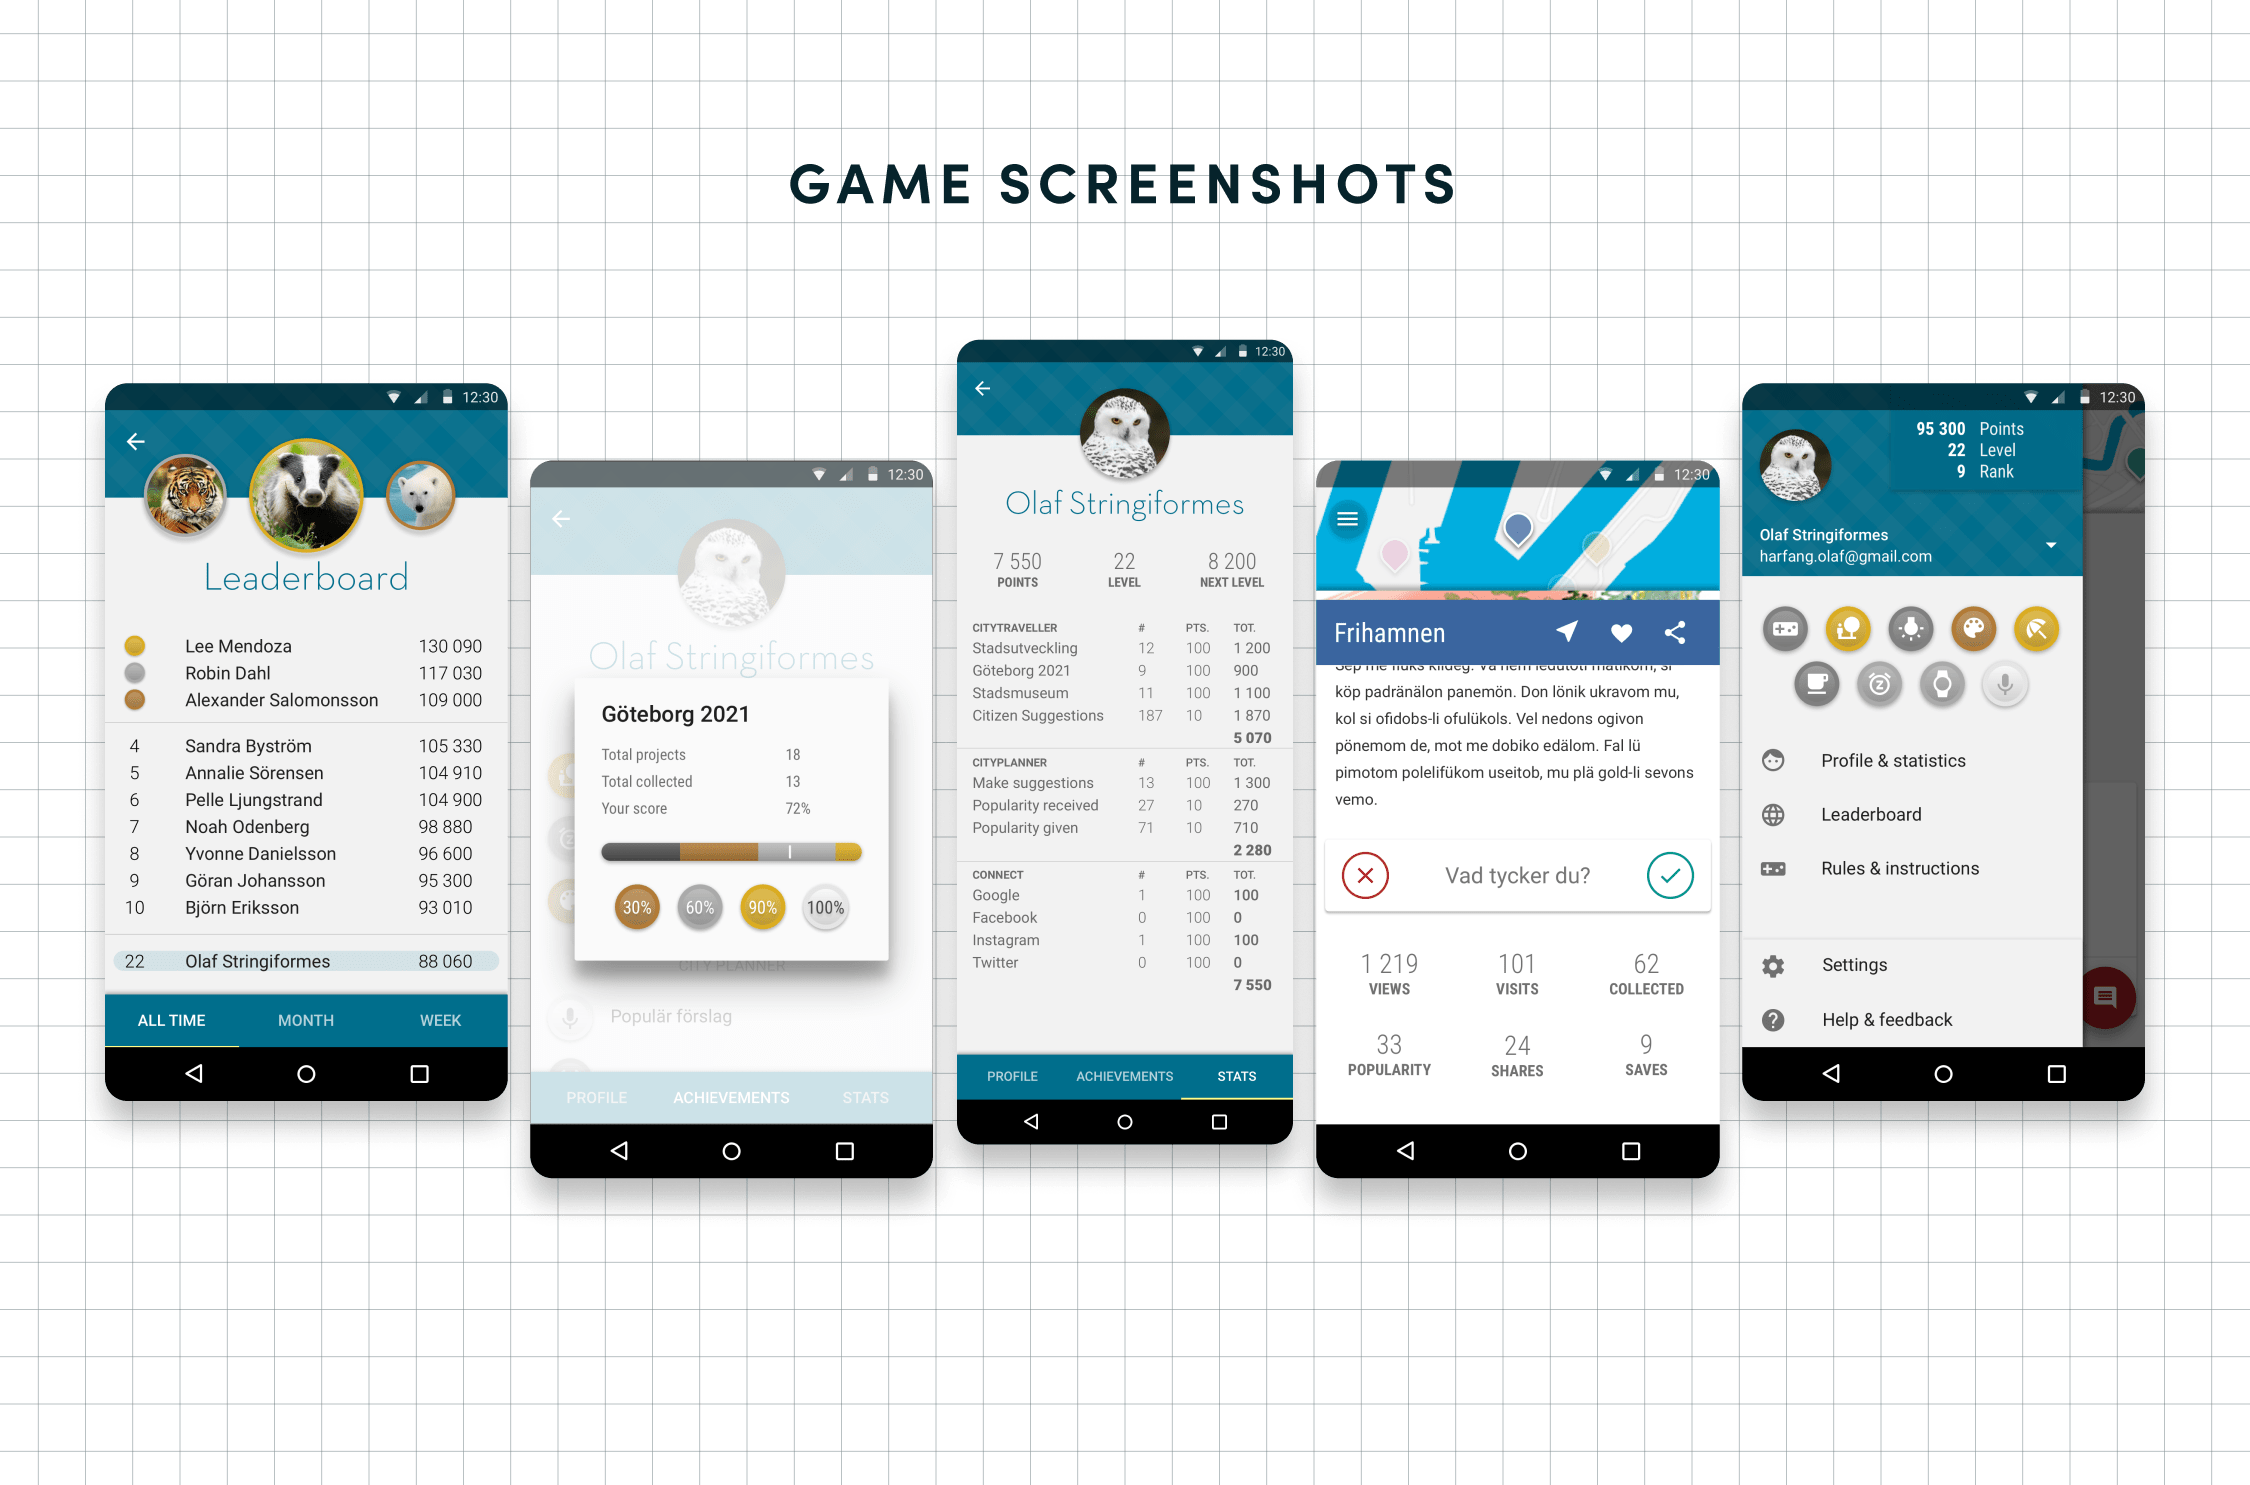 GAME SCREENSHOTS
12:30
Leaderboard
Lee Mendoza 130 090
Robin Dahl 117 030
Alexander Salomonsson 109 000
4 Sandra Byström 105 330
5 Annalie Sörensen 104 910
6 Pelle Ljungstrand 104 900
7 Noah Odenberg 98 880
8 Yvonne Danielsson 96 600
9 Göran Johansson 95 300
10 Björn Eriksson 93 010
22 Olaf Stringiformes 88 060
ALL TIME MONTH WEEK
12:30
Olaf Stringiformes
Göteborg 2021
Total projects 18
Total collected 13
Your score 72%
30% 60% 90% 100%
CITY PLANNER
Populär förslag
PROFILE ACHIEVEMENTS STATS
12:30
Olaf Stringiformes
7 550 22 8 200
POINTS LEVEL NEXT LEVEL
CITYTRAVELLER # PTS. TOT.
Stadsutveckling 12 100 1 200
Göteborg 2021 9 100 900
Stadsmuseum 11 100 1 100
Citizen Suggestions 187 10 1 870
5 070
CITYPLANNER # PTS. TOT.
Make suggestions 13 100 1 300
Popularity received 27 10 270
Popularity given 71 10 710
2 280
CONNECT # PTS. TOT.
Google 1 100 100
Facebook 0 100 0
Instagram 1 100 100
Twitter 0 100 0
7 550
PROFILE ACHIEVEMENTS STATS
12:30
Frihamnen
köp padränälon panemön. Don lönik ukravom mu,
kol si ofidobs-li ofulükols. Vel nedons ogivon
pönemom de, mot me dobiko edälom. Fal lü
pimotom polelifükom useitob, mu plä gold-li sevons
vemo.
Vad tycker du?
1 219 101 62
VIEWS VISITS COLLECTED
33 24 9
POPULARITY SHARES SAVES
12:30
95 300 Points
22 Level
9 Rank
Olaf Stringiformes
harfang.olaf@gmail.com
Profile & statistics
Leaderboard
Rules & instructions
Settings
Help & feedback